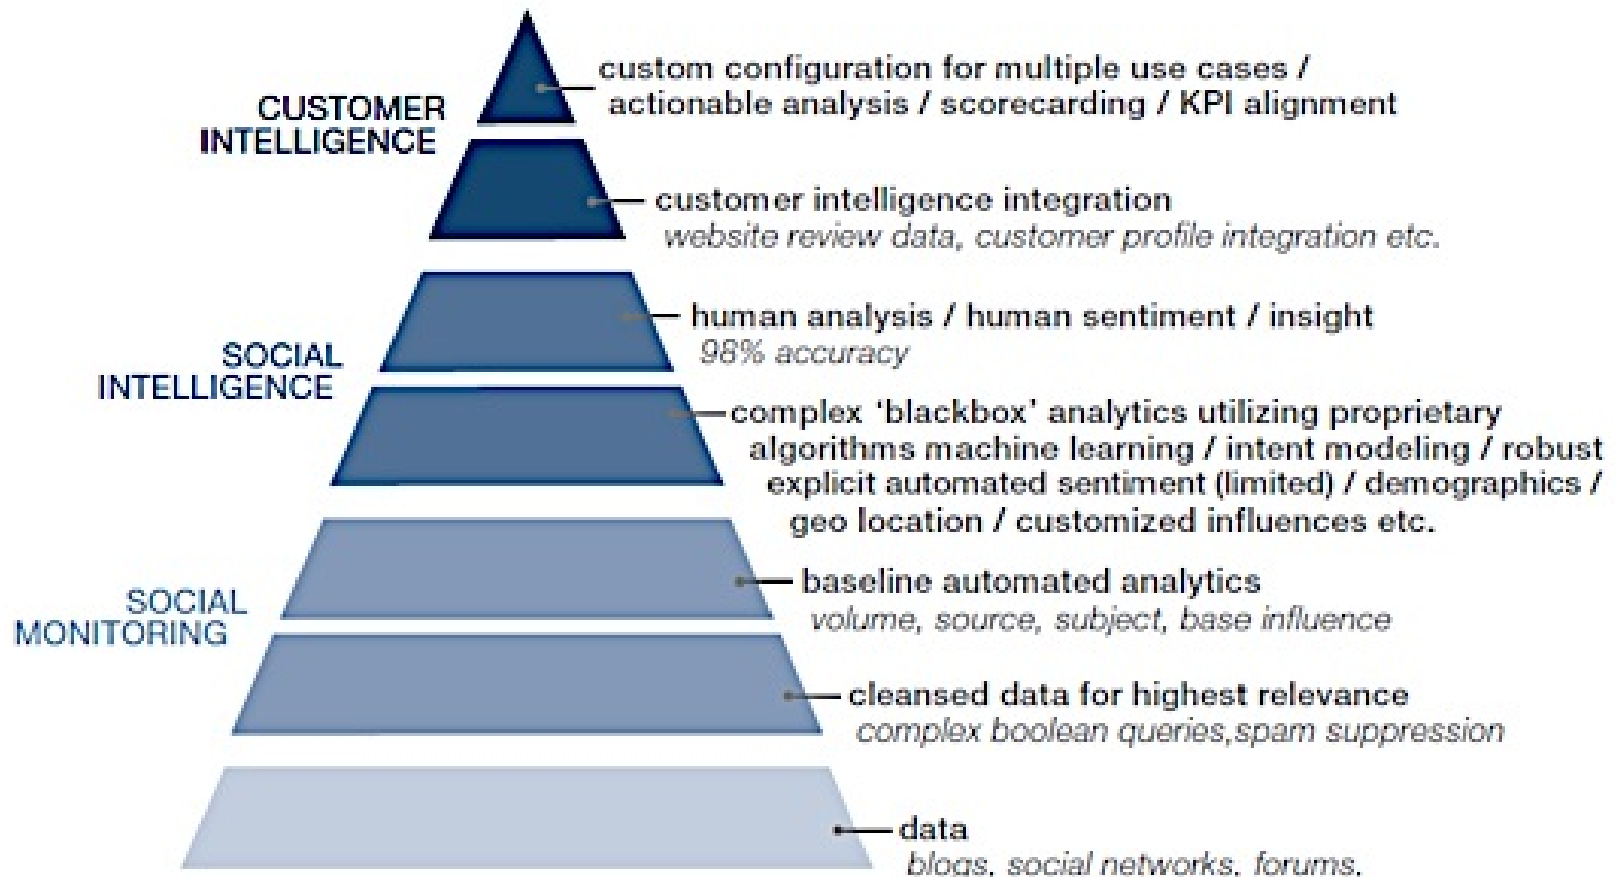 custom configuration for multiple use cases /
actionable analysis / scorecarding / KPI alignment
CUSTOMER
INTELLIGENCE
customer intelligence integration
website review data, customer profile integration etc.
human analysis / human sentiment / insight
98% accuracy
SOCIAL
INTELLIGENCE
complex ‘blackbox’ analytics utilizing proprietary
algorithms machine learning / intent modeling / robust
explicit automated sentiment (limited) / demographics /
geo location / customized influences etc.
baseline automated analytics
volume, source, subject, base influence
SOCIAL
MONITORING
cleansed data for highest relevance
complex boolean queries,spam suppression
data
blogs, social networks, forums,